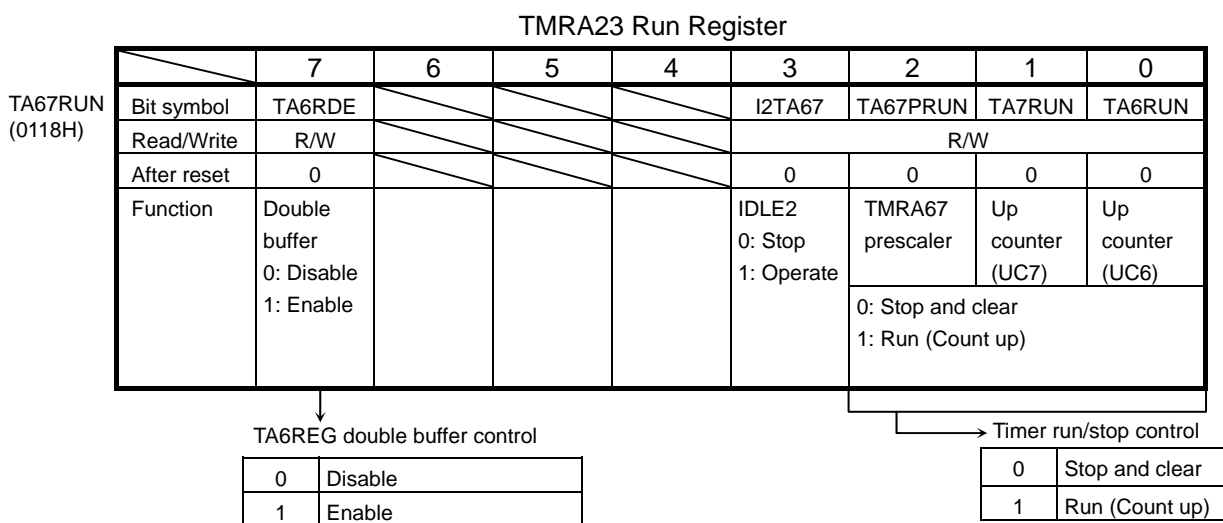 TMRA23 Run Register
7 6 5 4 3 2 1 0
TA67RUN
(0118H)
Bit symbol TA6RDE I2TA67 TA67PRUN TA7RUN TA6RUN
Read/Write R/W R/W
After reset 0 0 0 0 0
Function Double IDLE2 TMRA67 Up Up
buffer 0: Stop prescaler counter counter
0: Disable 1: Operate (UC7) (UC6)
1: Enable 0: Stop and clear
1: Run (Count up)
TA6REG double buffer control
0 Disable
1 Enable
Timer run/stop control
0 Stop and clear
1 Run (Count up)